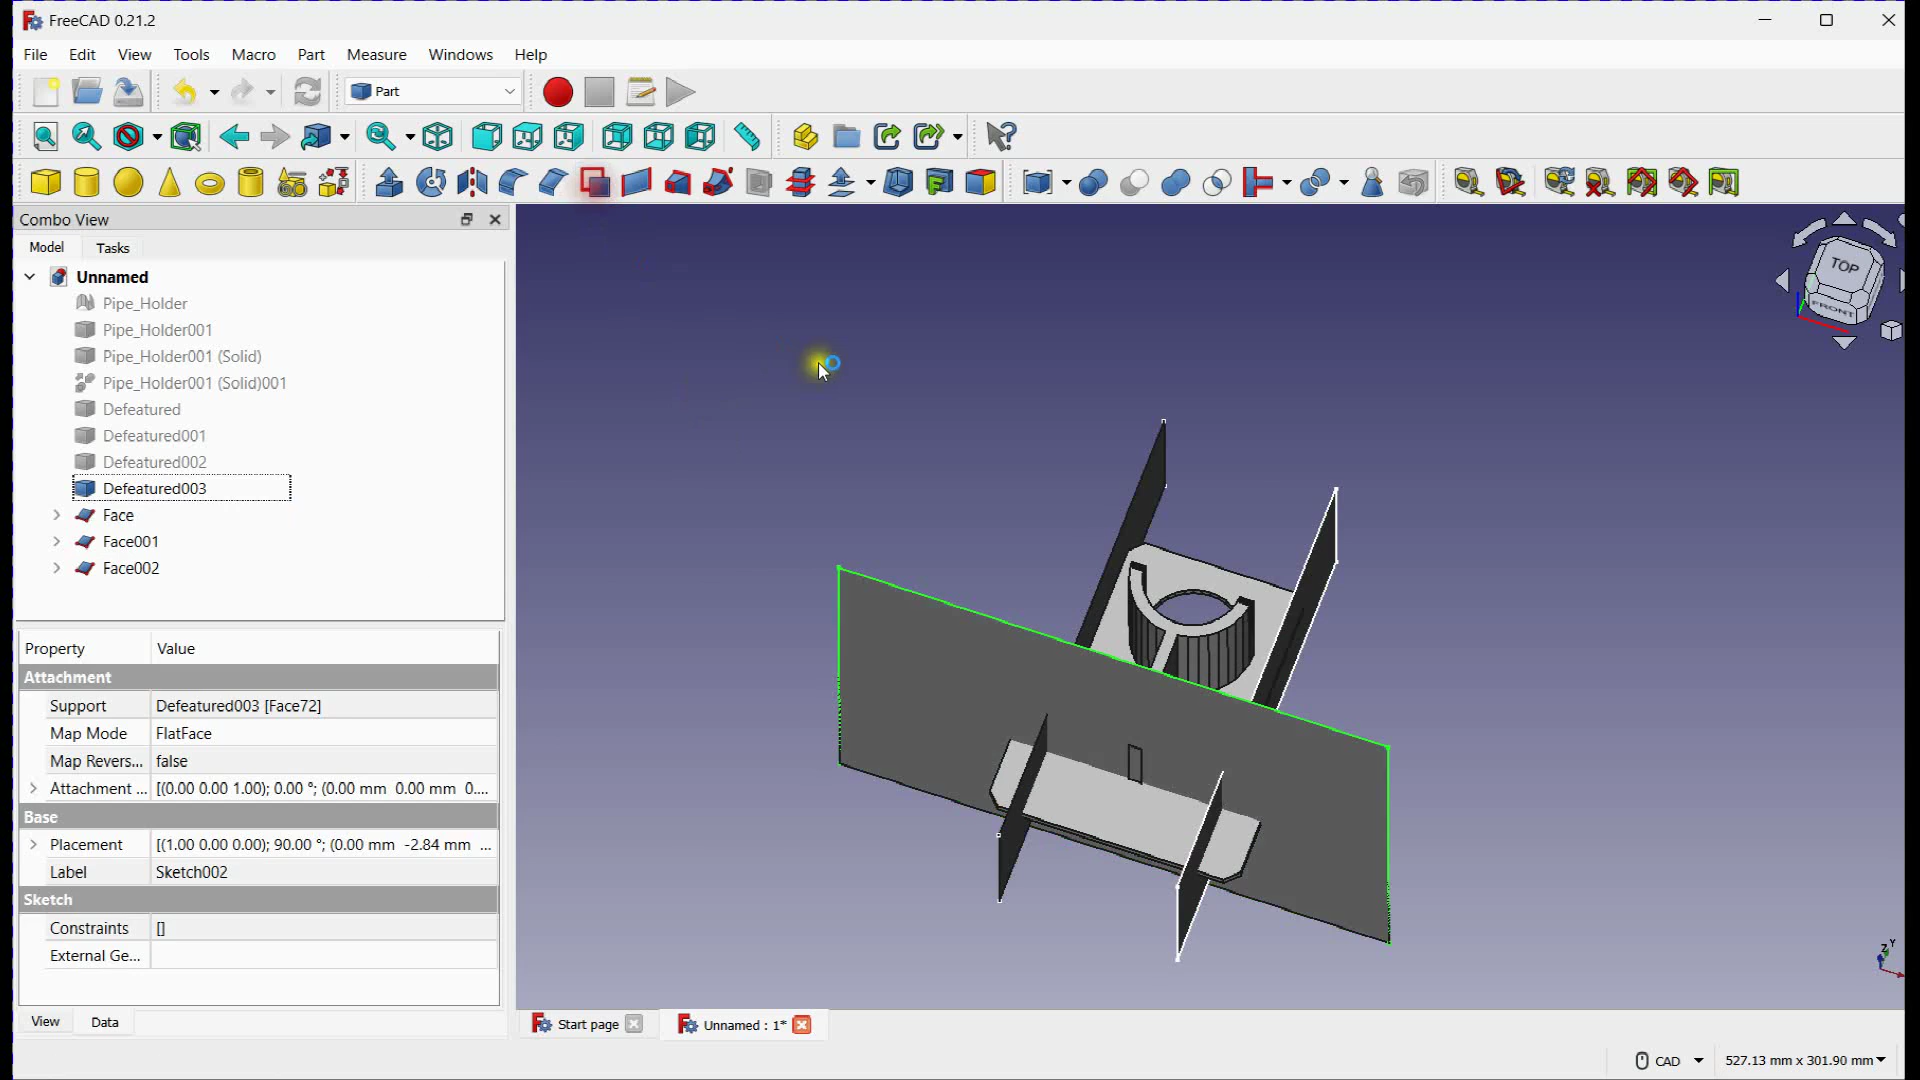 FreeCAD 0.21.2
File Edit View Tools Macro Part Measure Windows Help
Part
Combo View
Model Tasks
Unnamed
Pipe_Holder
Pipe_Holder001
Pipe_Holder001 (Solid)
Pipe_Holder001 (Solid)001
Defeatured
Defeatured001
Defeatured002
Defeatured003
Face
Face001
Face002
Property Value
Attachment
Support Defeatured003 [Face72]
Map Mode FlatFace
Map Revers... false
Attachment ... [(0.00 0.00 1.00); 0.00 °; (0.00 mm 0.00 mm 0....
Base
Placement [(1.00 0.00 0.00); 90.00 °; (0.00 mm -2.84 mm ...
Label Sketch002
Sketch
Constraints []
External Ge...
View Data
TOP
FRONT
Z Y
Start page
Unnamed : 1*
CAD 527.13 mm x 301.90 mm